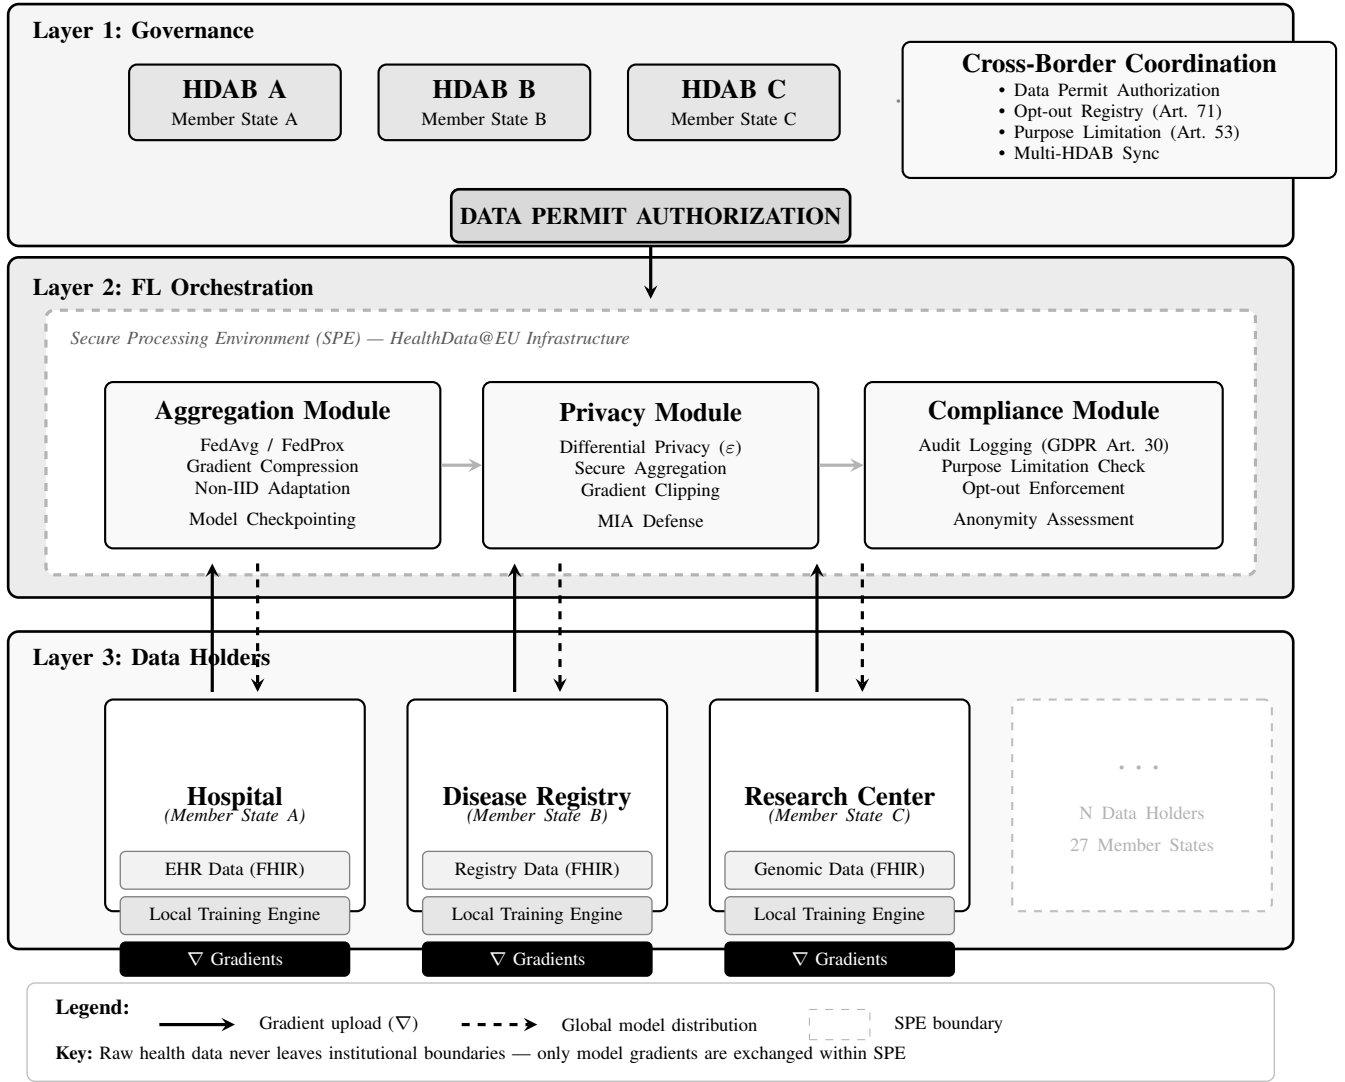 Layer 1: Governance
HDAB A
Member State A
HDAB B
Member State B
HDAB C
Member State C
Cross-Border Coordination
• Data Permit Authorization
• Opt-out Registry (Art. 71)
• Purpose Limitation (Art. 53)
• Multi-HDAB Sync
DATA PERMIT AUTHORIZATION
Layer 2: FL Orchestration
Secure Processing Environment (SPE) — HealthData@EU Infrastructure
Aggregation Module
FedAvg / FedProx
Gradient Compression
Non-IID Adaptation
Model Checkpointing
Privacy Module
Differential Privacy (ε)
Secure Aggregation
Gradient Clipping
MIA Defense
Compliance Module
Audit Logging (GDPR Art. 30)
Purpose Limitation Check
Opt-out Enforcement
Anonymity Assessment
Layer 3: Data Holders
Hospital
(Member State A)
EHR Data (FHIR)
Local Training Engine
∇ Gradients
Disease Registry
(Member State B)
Registry Data (FHIR)
Local Training Engine
∇ Gradients
Research Center
(Member State C)
Genomic Data (FHIR)
Local Training Engine
∇ Gradients
. . .
N Data Holders
27 Member States
Legend:
Gradient upload (∇)
Global model distribution
SPE boundary
Key: Raw health data never leaves institutional boundaries — only model gradients are exchanged within SPE